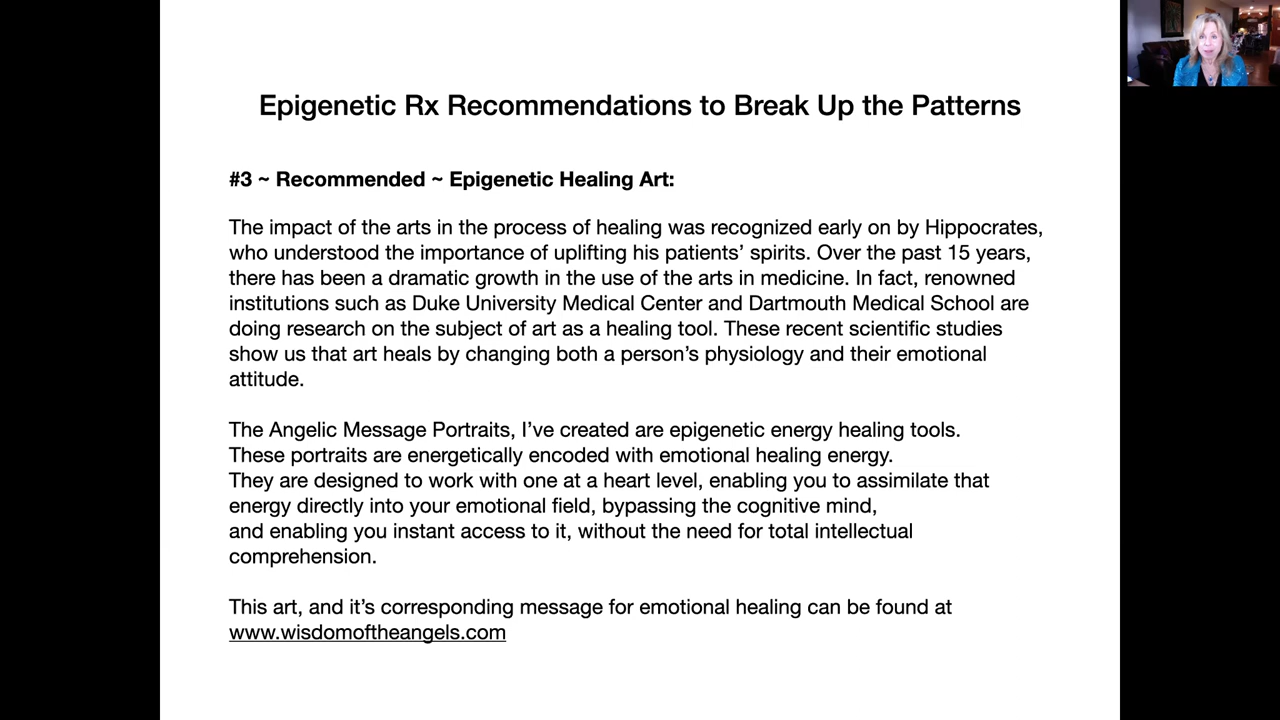 Epigenetic Rx Recommendations to Break Up the Patterns
#3 ~ Recommended ~ Epigenetic Healing Art:
The impact of the arts in the process of healing was recognized early on by Hippocrates,
who understood the importance of uplifting his patients’ spirits. Over the past 15 years,
there has been a dramatic growth in the use of the arts in medicine. In fact, renowned
institutions such as Duke University Medical Center and Dartmouth Medical School are
doing research on the subject of art as a healing tool. These recent scientific studies
show us that art heals by changing both a person’s physiology and their emotional
attitude.
The Angelic Message Portraits, I’ve created are epigenetic energy healing tools.
These portraits are energetically encoded with emotional healing energy.
They are designed to work with one at a heart level, enabling you to assimilate that
energy directly into your emotional field, bypassing the cognitive mind,
and enabling you instant access to it, without the need for total intellectual
comprehension.
This art, and it’s corresponding message for emotional healing can be found at
www.wisdomoftheangels.com